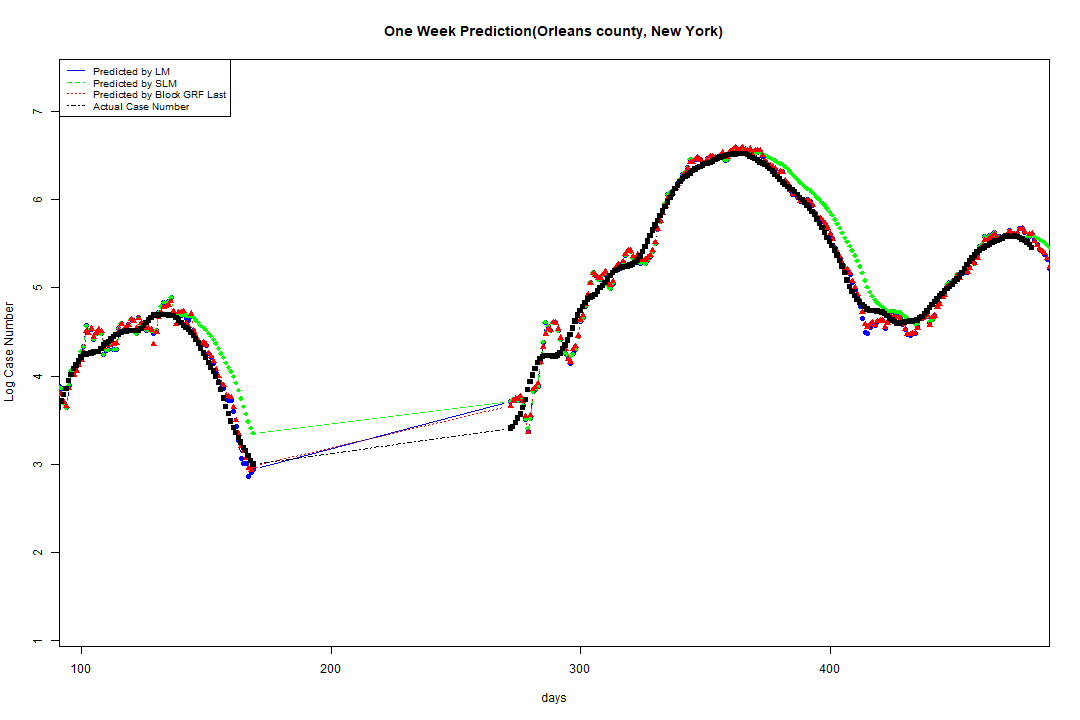 One Week Prediction(Orleans county, New York)
Predicted by LM
Predicted by SLM
Predicted by Block GRF Last
Actual Case Number
7
6
5
4
3
2
1
Log Case Number
100 200 300 400
days